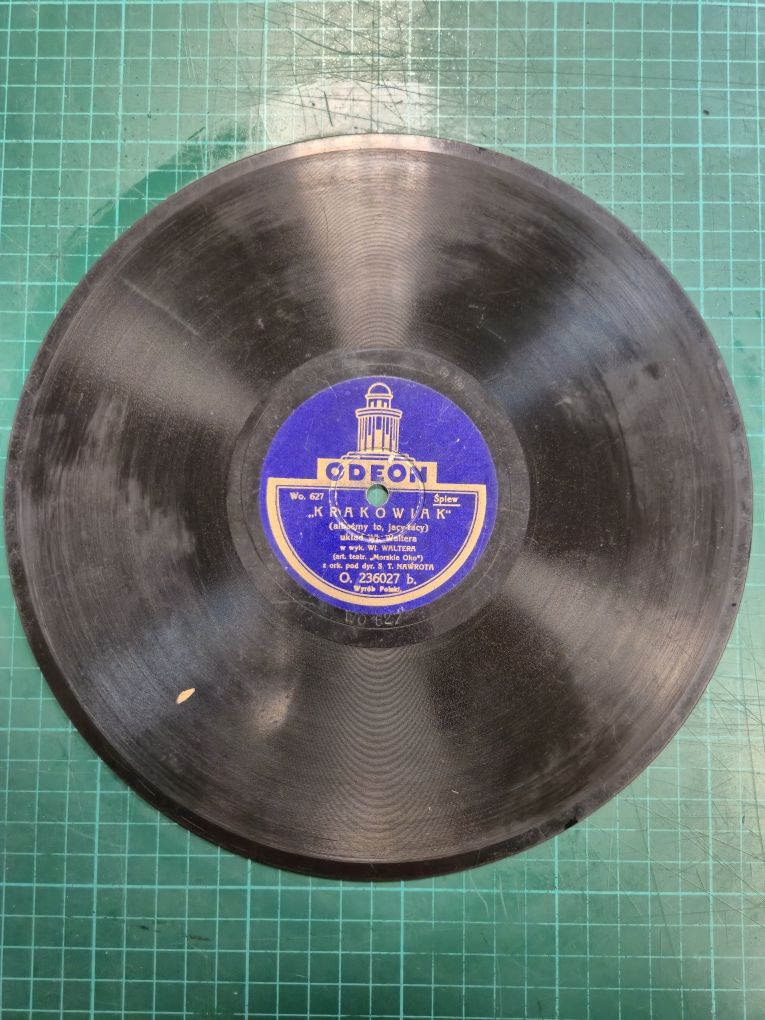 ODEON
Wo. 627 Śpiew
„KRAKOWIAK"
(albośmy to, jacy-tacy)
układ Wł. Waltera
w wyk. WŁ. WALTERA
(art. teatr. „Morskie Oko")
z ork. pod dyr. S T. NAWROTA
O. 236027 b.
Wyrób Polski.
WO 627